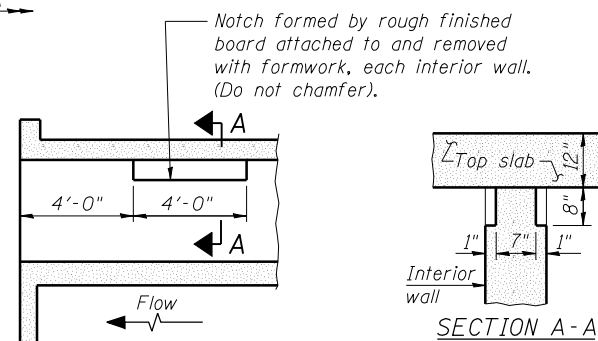 Notch formed by rough finished
board attached to and removed
with formwork, each interior wall.
(Do not chamfer).
A
4'-0"
4'-0"
A
Flow
Top slab
12"
8"
1"
7"
1"
Interior
wall
SECTION A-A